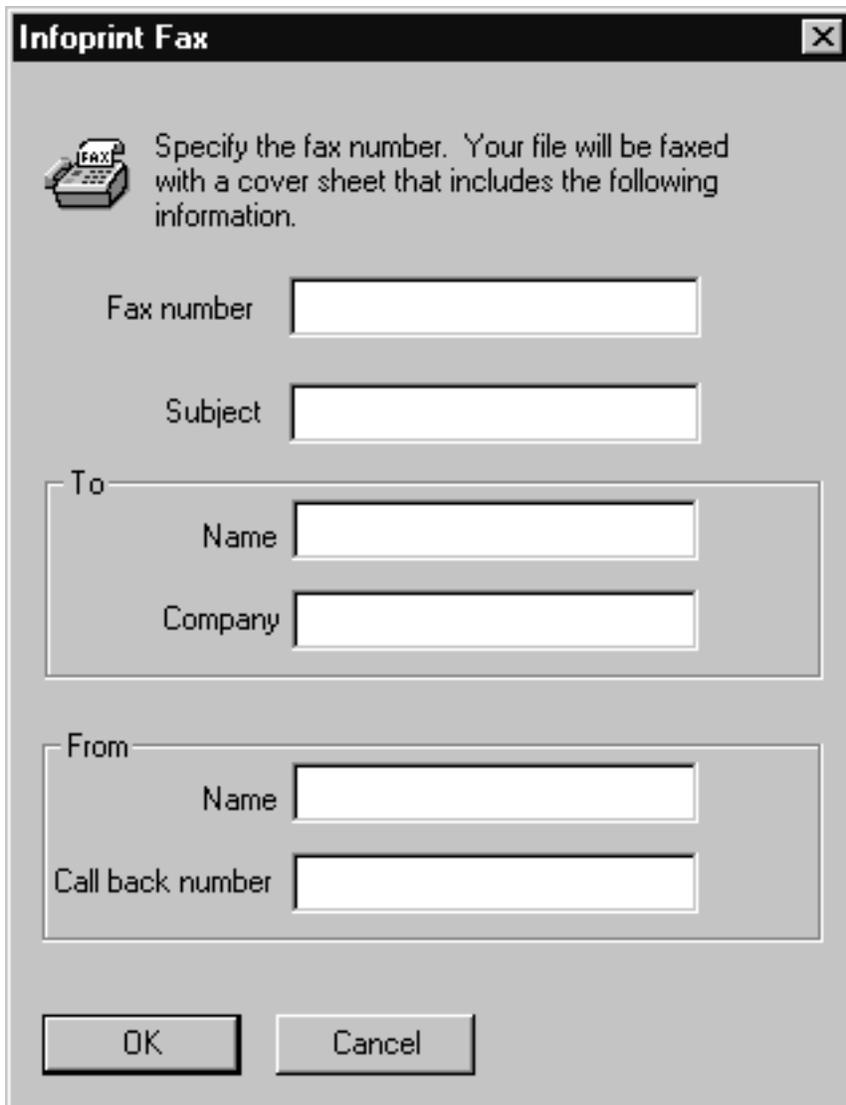 Infoprint Fax
FAX
Specify the fax number.  Your file will be faxed
with a cover sheet that includes the following
information.
Fax number
Subject
To
Name
Company
From
Name
Call back number
OK
Cancel